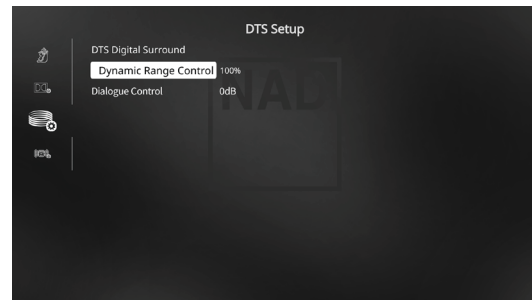 DTS Setup
DTS Digital Surround
Dynamic Range Control 100%
Dialogue Control 0dB
NAD